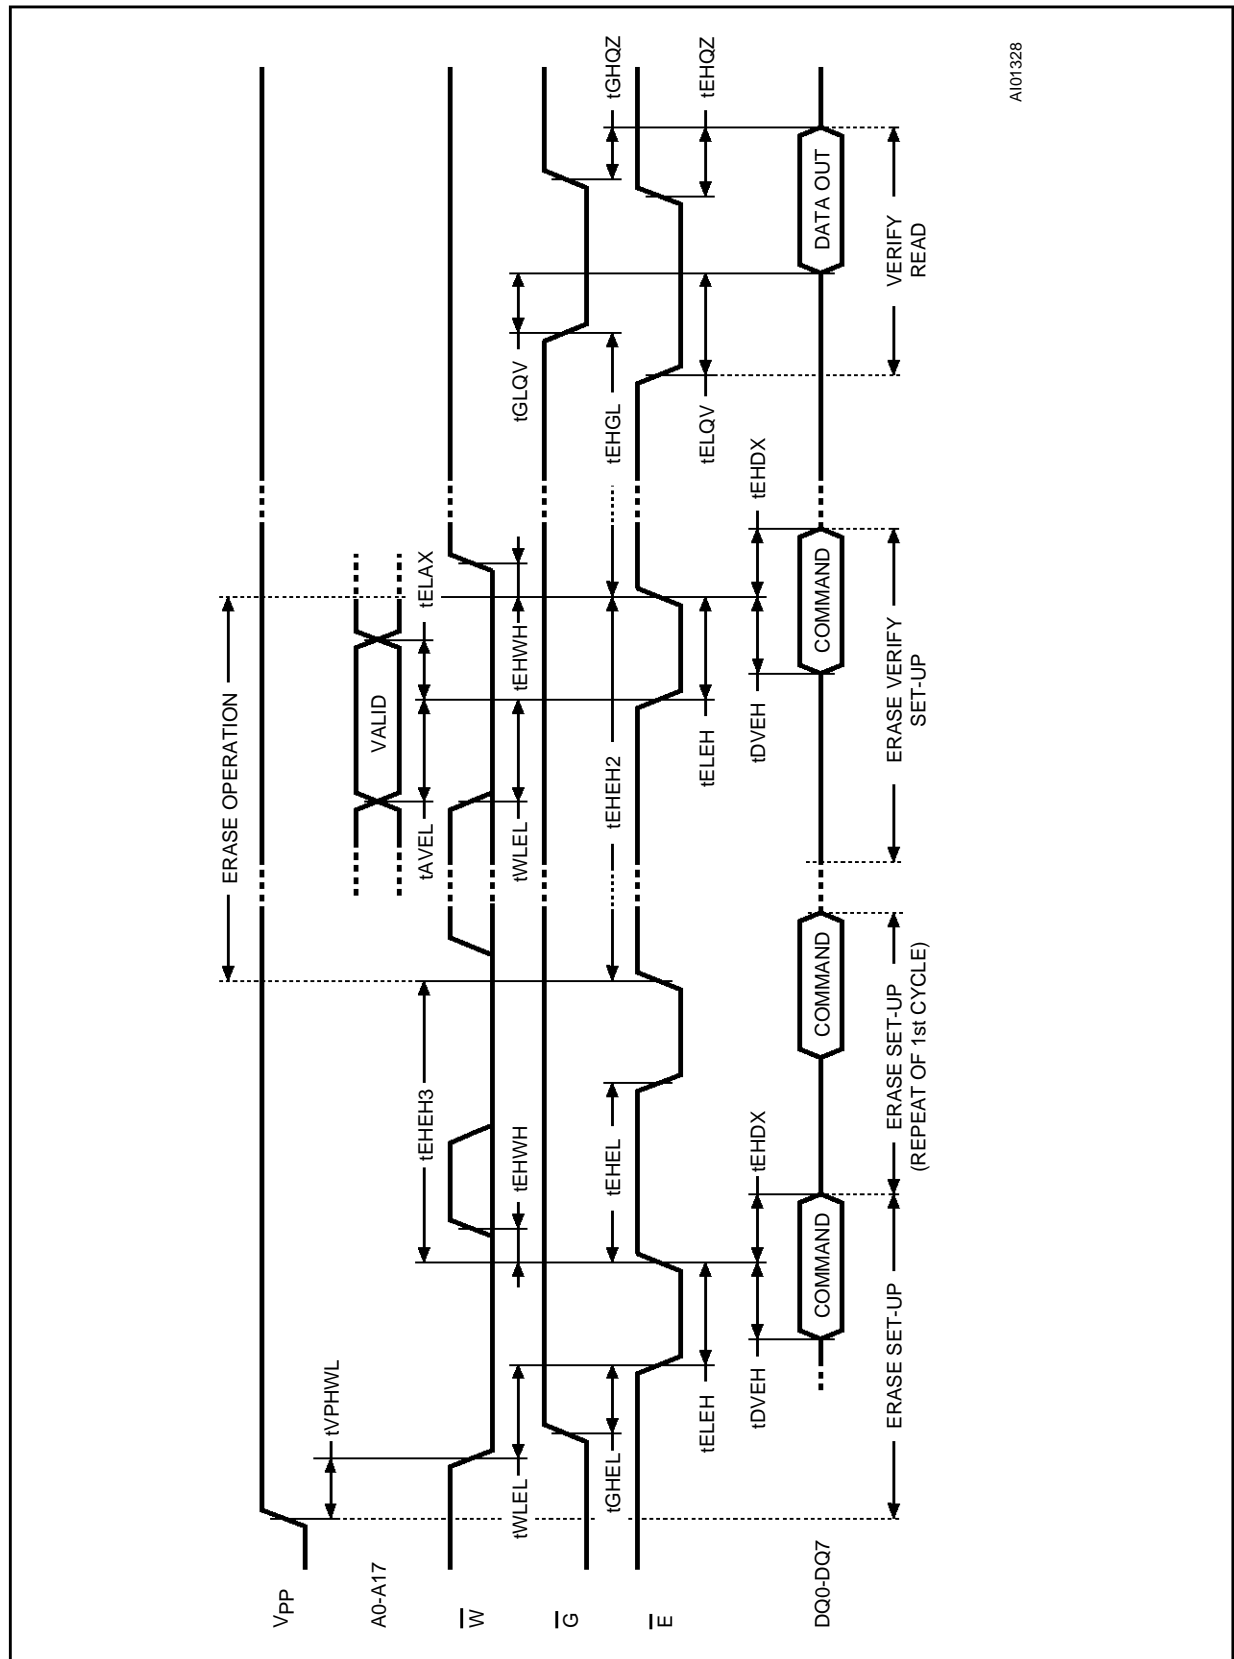 VPP
A0-A17
W
G
E
DQ0-DQ7
tVPHWL
ERASE OPERATION
VALID
tAVEL
tELAX
tEHEH3
tWLEL
tEHWH
tWLEL
tEHWH
tGLQV
tGHEL
tEHEL
tEHEH2
tEHGL
tGHQZ
tELEH
tELEH
tELQV
tEHQZ
tDVEH
tEHDX
tDVEH
tEHDX
COMMAND
COMMAND
COMMAND
DATA OUT
ERASE SET-UP
ERASE SET-UP
(REPEAT OF 1st CYCLE)
ERASE VERIFY
SET-UP
VERIFY
READ
AI01328